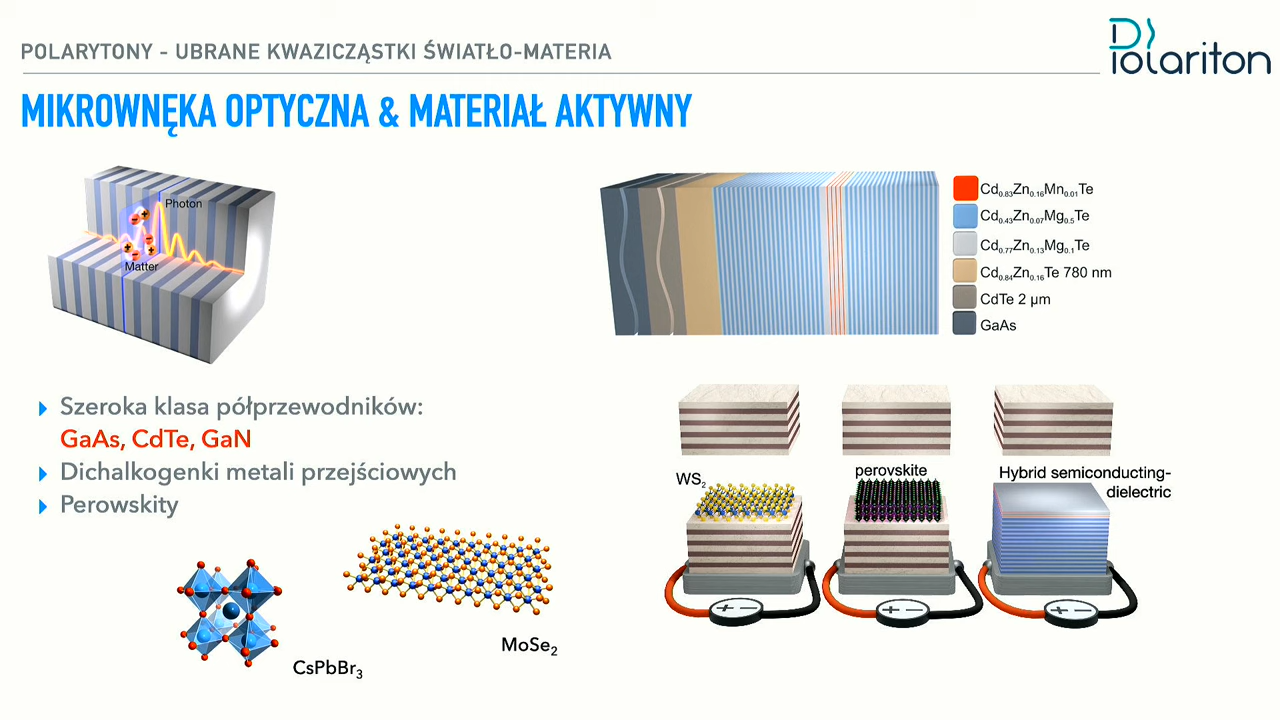 POLARYTONY - UBRANE KWAZICZĄSTKI ŚWIATŁO-MATERIA
Polariton
MIKROWNĘKA OPTYCZNA & MATERIAŁ AKTYWNY
Photon
Matter
Cd0.83Zn0.16Mn0.01Te
Cd0.43Zn0.07Mg0.5Te
Cd0.77Zn0.13Mg0.1Te
Cd0.84Zn0.16Te 780 nm
CdTe 2 µm
GaAs
Szeroka klasa półprzewodników:
GaAs, CdTe, GaN
Dichalkogenki metali przejściowych
Perowskity
WS2
perovskite
Hybrid semiconducting-
dielectric
MoSe2
CsPbBr3